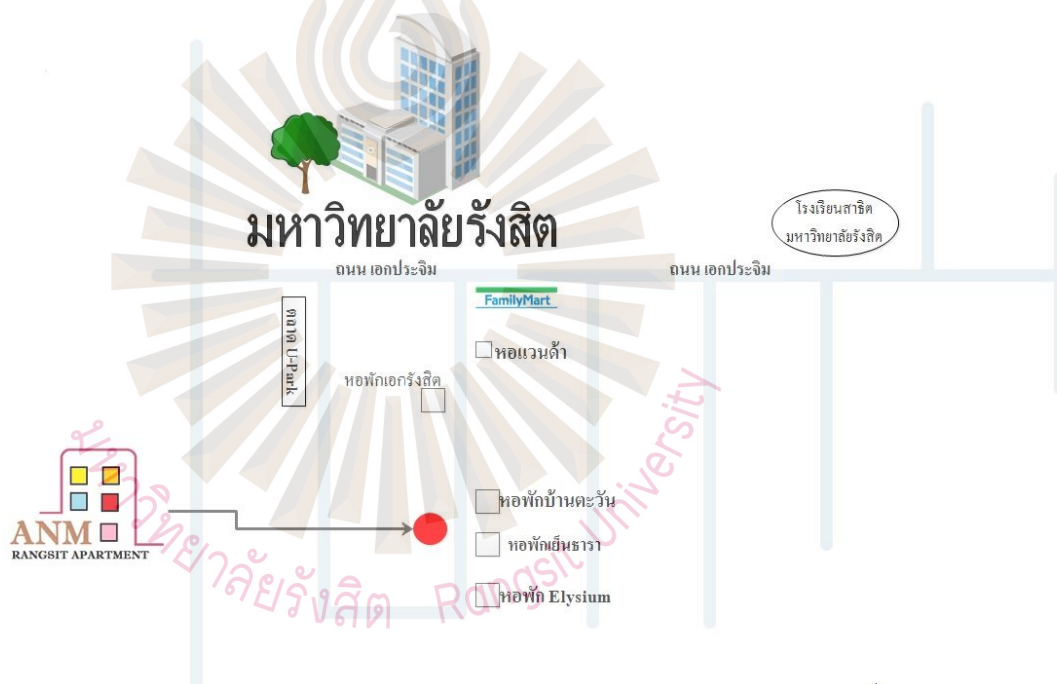 มหาวิทยาลัยรังสิต
โรงเรียนสาธิต
มหาวิทยาลัยรังสิต
ถนน เอกประจิม
ถนน เอกประจิม
FamilyMart
ตลาด U-Park
หอแวนด้า
หอพักเอกรังสิต
หอพักบ้านตะวัน
ANM
RANGSIT APARTMENT
หอพักเย็นธารา
หอพัก Elysium
มหาวิทยาลัยรังสิต Rangsit University